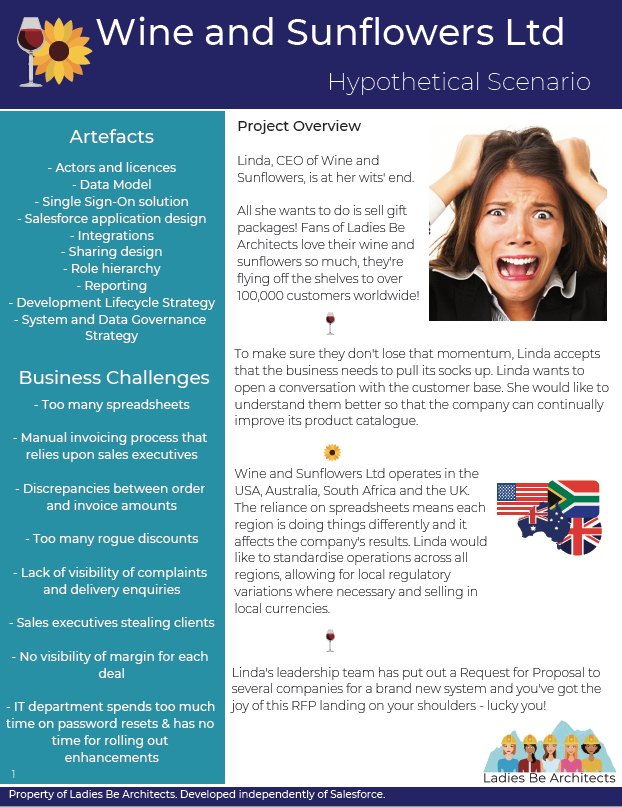 Wine and Sunflowers Ltd
Hypothetical Scenario
Artefacts
- Actors and licences
- Data Model
- Single Sign-On solution
- Salesforce application design
- Integrations
- Sharing design
- Role hierarchy
- Reporting
- Development Lifecycle Strategy
- System and Data Governance
Strategy
Business Challenges
- Too many spreadsheets
- Manual invoicing process that
relies upon sales executives
- Discrepancies between order
and invoice amounts
- Too many rogue discounts
- Lack of visibility of complaints
and delivery enquiries
- Sales executives stealing clients
- No visibility of margin for each
deal
- IT department spends too much
time on password resets & has no
time for rolling out
enhancements
1
Project Overview
Linda, CEO of Wine and
Sunflowers, is at her wits' end.
All she wants to do is sell gift
packages! Fans of Ladies Be
Architects love their wine and
sunflowers so much, they're
flying off the shelves to over
100,000 customers worldwide!
To make sure they don't lose that momentum, Linda accepts
that the business needs to pull its socks up. Linda wants to
open a conversation with the customer base. She would like to
understand them better so that the company can continually
improve its product catalogue.
Wine and Sunflowers Ltd operates in the
USA, Australia, South Africa and the UK.
The reliance on spreadsheets means each
region is doing things differently and it
affects the company's results. Linda would
like to standardise operations across all
regions, allowing for local regulatory
variations where necessary and selling in
local currencies.
Linda's leadership team has put out a Request for Proposal to
several companies for a brand new system and you've got the
joy of this RFP landing on your shoulders - lucky you!
Ladies Be Architects
Property of Ladies Be Architects. Developed independently of Salesforce.